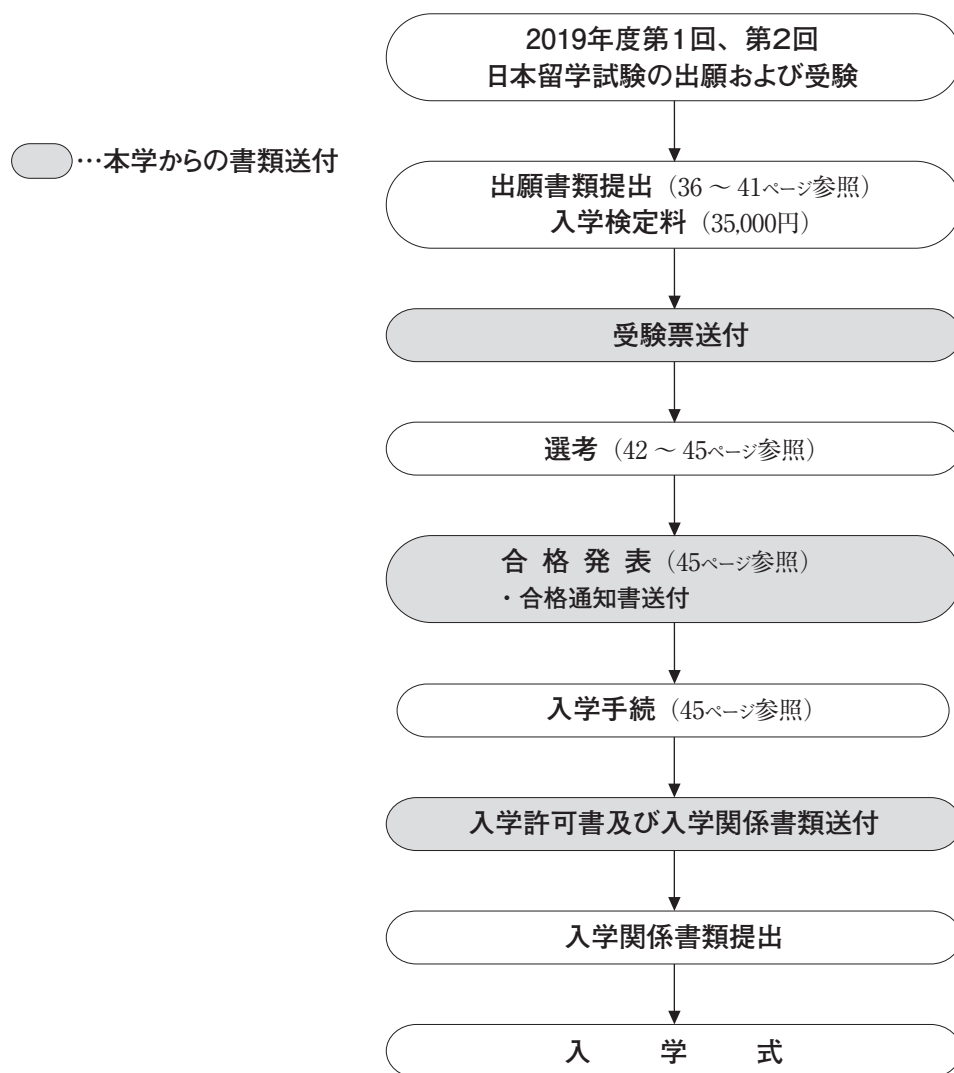 2019年度第1回、第2回
日本留学試験の出願および受験
…本学からの書類送付
出願書類提出（36 ～ 41ページ参照）
入学検定料（35,000円）
受験票送付
選考（42 ～ 45ページ参照）
合 格 発 表（45ページ参照）
・合格通知書送付
入学手続（45ページ参照）
入学許可書及び入学関係書類送付
入学関係書類提出
入 学 式